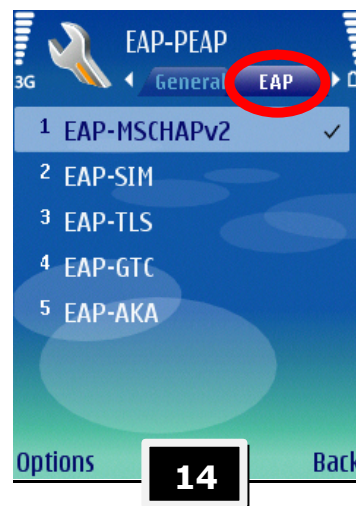 EAP-PEAP
3G
General EAP
1 EAP-MSCHAPv2
2 EAP-SIM
3 EAP-TLS
4 EAP-GTC
5 EAP-AKA
Options Back
14